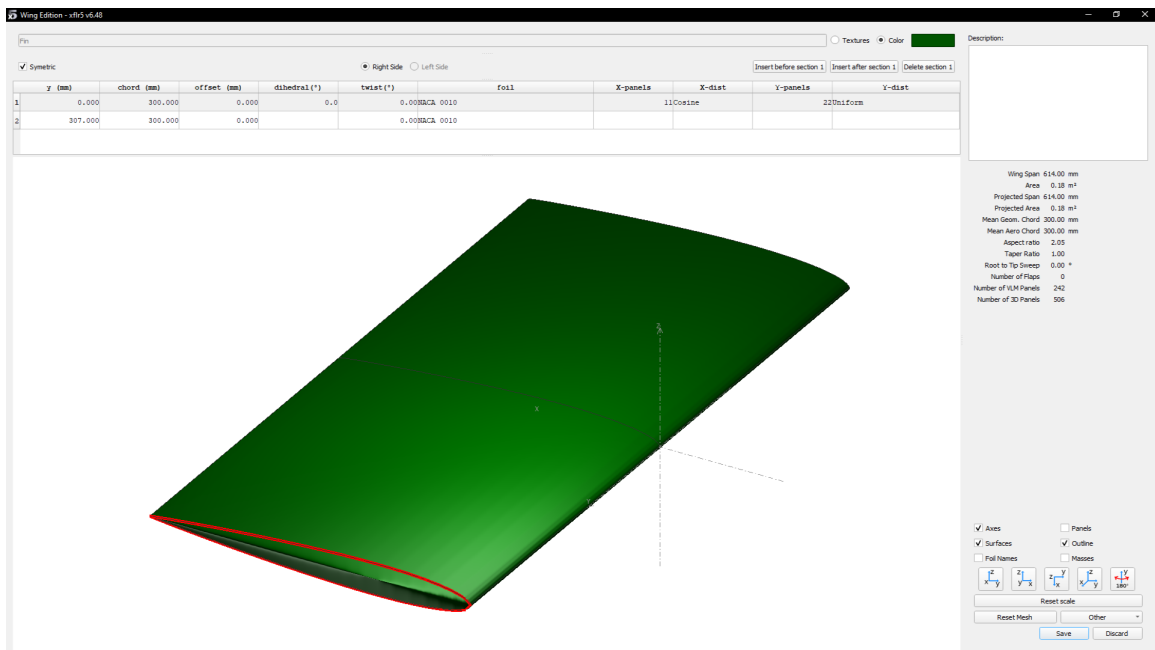 Wing Edition - xflr5 v6.48
Fin
Textures Color
Description:
Symetric Right Side Left Side Insert before section 1 Insert after section 1 Delete section 1
y (mm) chord (mm) offset (mm) dihedral(°) twist(°) foil X-panels X-dist Y-panels Y-dist
1 0.000 300.000 0.000 0.0 0.00 NACA 0010 11 Cosine 22 Uniform
2 307.000 300.000 0.000 0.00 NACA 0010
Wing Span 614.00 mm
Area 0.18 m²
Projected Span 614.00 mm
Projected Area 0.18 m²
Mean Geom. Chord 300.00 mm
Mean Aero Chord 300.00 mm
Aspect ratio 2.05
Taper Ratio 1.00
Root to Tip Sweep 0.00 °
Number of Flaps 0
Number of VLM Panels 242
Number of 3D Panels 506
Z
X
Y
Axes Panels
Surfaces Outline
Foil Names Masses
z x y z y x z y x z x y y 180°
Reset scale
Reset Mesh Other
Save Discard